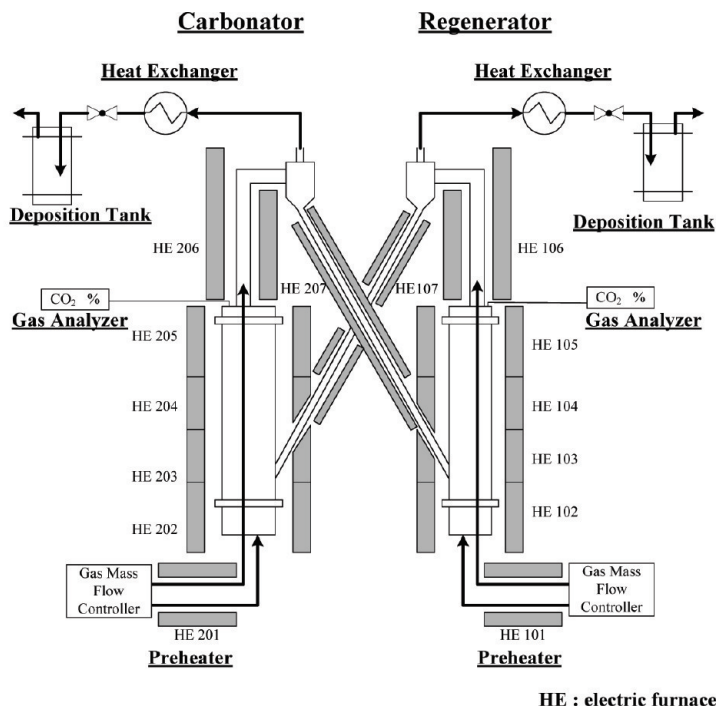 Carbonator
Regenerator
Heat Exchanger
Heat Exchanger
Deposition Tank
Deposition Tank
HE 206
HE 106
HE 207
HE107
CO₂ %
CO₂ %
Gas Analyzer
Gas Analyzer
HE 205
HE 105
HE 204
HE 104
HE 203
HE 103
HE 202
HE 102
Gas Mass
Flow
Controller
Gas Mass
Flow
Controller
HE 201
HE 101
Preheater
Preheater
HE : electric furnace